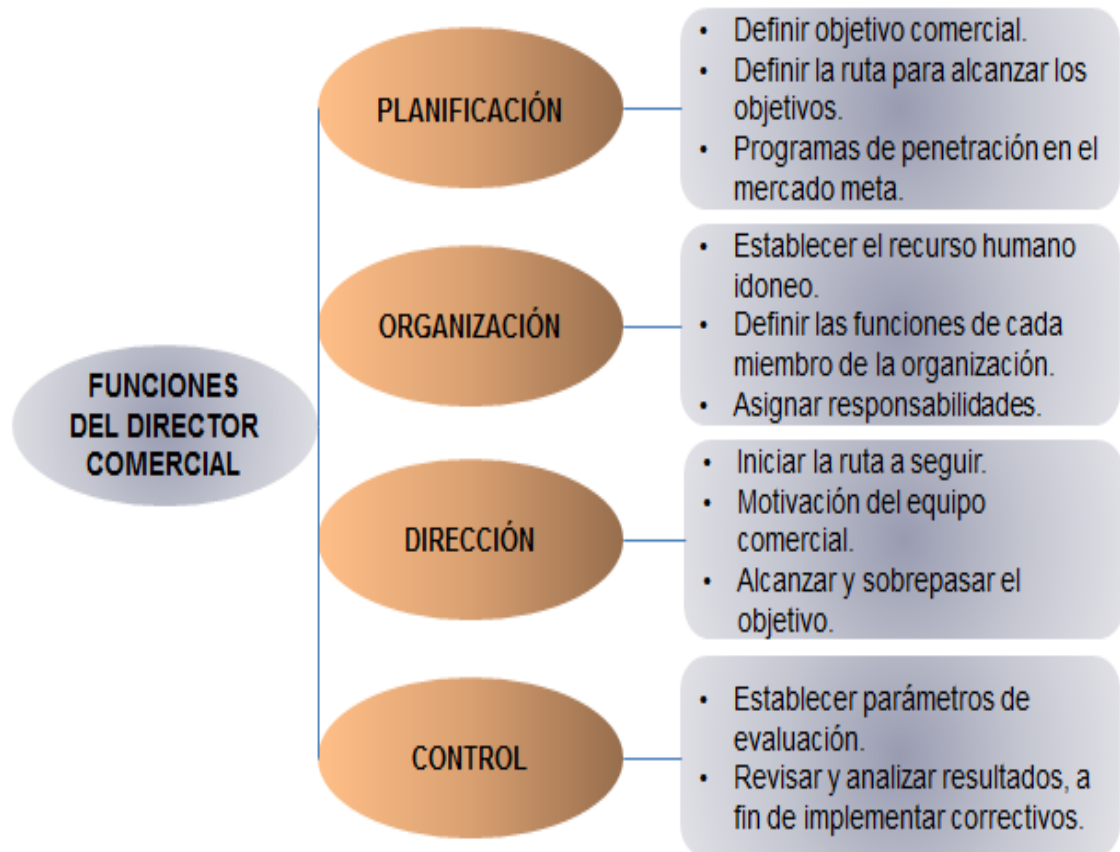 FUNCIONES
DEL DIRECTOR
COMERCIAL
PLANIFICACIÓN
• Definir objetivo comercial.
• Definir la ruta para alcanzar los
objetivos.
• Programas de penetración en el
mercado meta.
ORGANIZACIÓN
• Establecer el recurso humano
idoneo.
• Definir las funciones de cada
miembro de la organización.
• Asignar responsabilidades.
DIRECCIÓN
• Iniciar la ruta a seguir.
• Motivación del equipo
comercial.
• Alcanzar y sobrepasar el
objetivo.
CONTROL
• Establecer parámetros de
evaluación.
• Revisar y analizar resultados, a
fin de implementar correctivos.